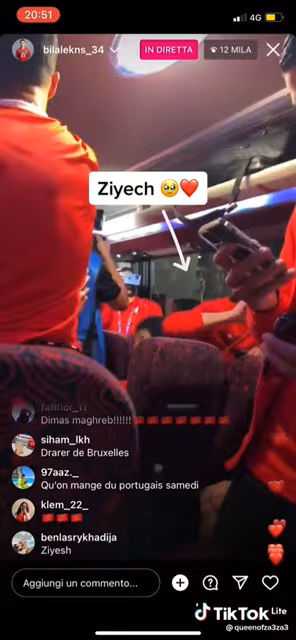 20:51
4G
bilalekns_34
IN DIRETTA
12 MILA
Ziyech 🥹❤️
Dimas maghreb!!!!!!🇲🇦🇲🇦🇲🇦🇲🇦🇲🇦🇲🇦🇲🇦
siham_lkh
Drarer de Bruxelles
97aaz._
Qu'on mange du portugais samedi
klem_22_
🇲🇦🇲🇦🇲🇦
benlasrykhadija
Ziyesh
Aggiungi un commento...
TikTok Lite
@queenofza3za3